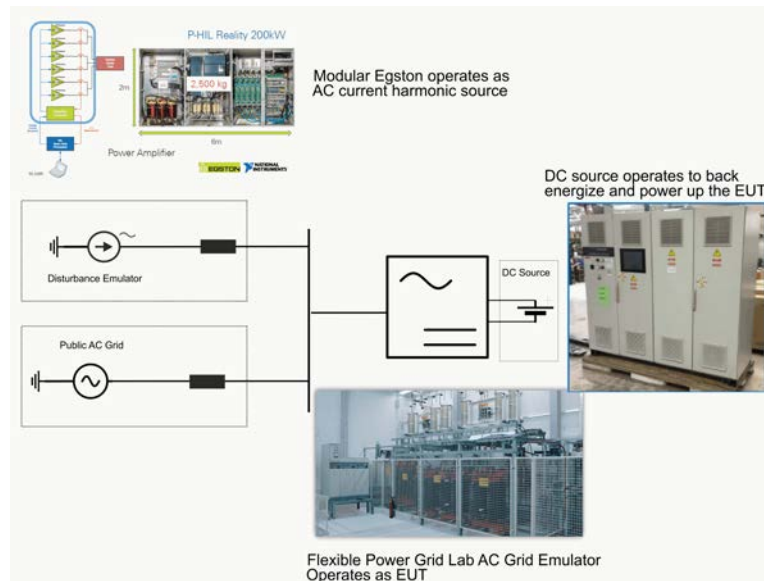 P-HIL Reality 200kW
2m
2,500 kg
6m
Power Amplifier
EGSTON
NATIONAL
INSTRUMENTS
Modular Egston operates as
AC current harmonic source
DC source operates to back
energize and power up the EUT
Disturbance Emulator
DC Source
Public AC Grid
Flexible Power Grid Lab AC Grid Emulator
Operates as EUT